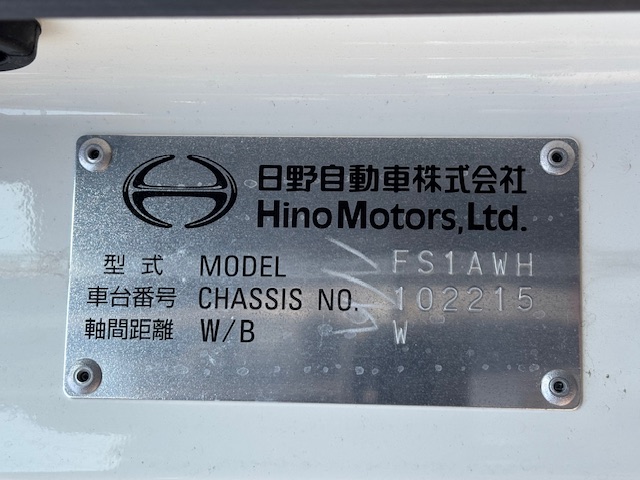 日野自動車株式会社
Hino Motors, Ltd.
型式 MODEL FS1AWH
車台番号 CHASSIS NO. 102215
軸間距離 W/B W